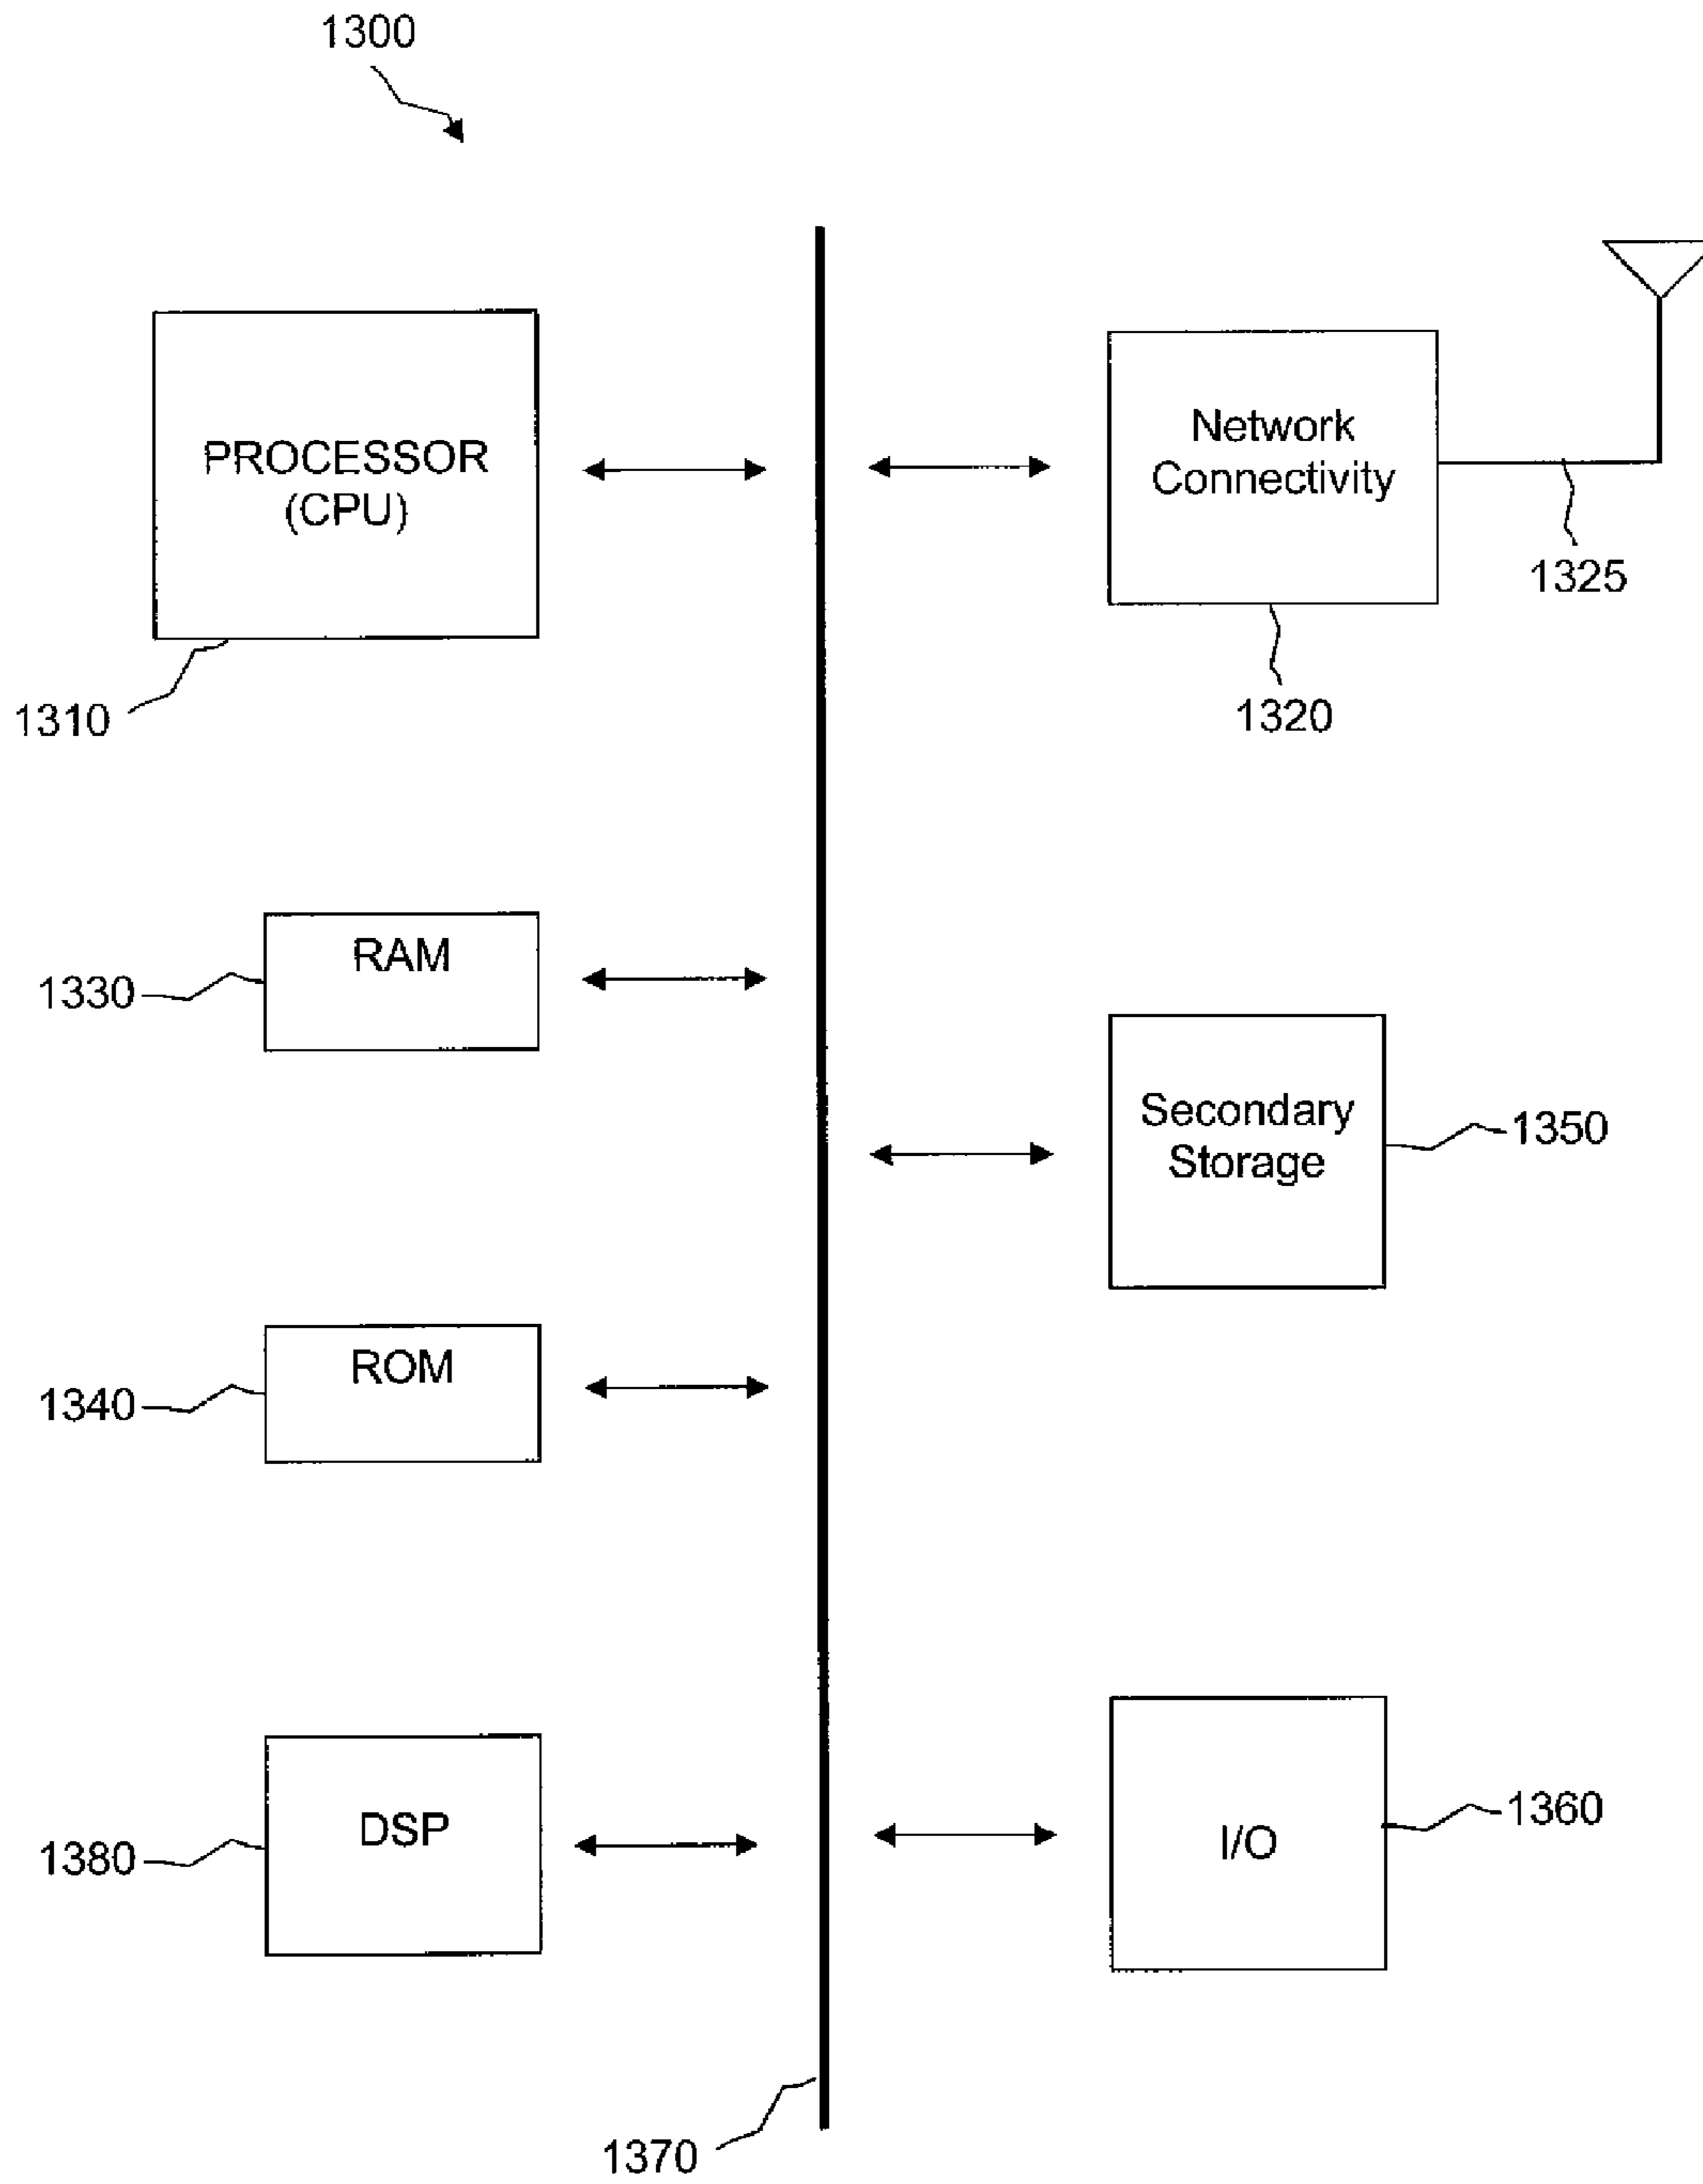 1300
PROCESSOR
(CPU)
1310
Network
Connectivity
1325
1320
RAM
1330
Secondary
Storage
1350
ROM
1340
DSP
1380
I/O
1360
1370